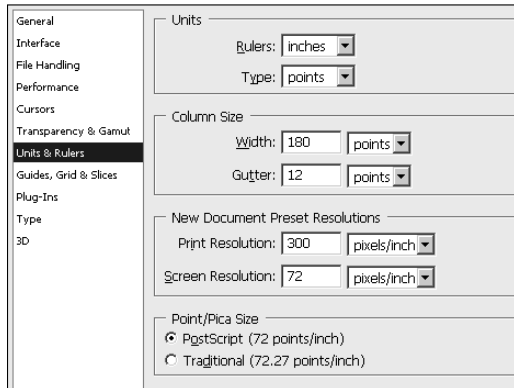 General
Interface
File Handling
Performance
Cursors
Transparency & Gamut
Units & Rulers
Guides, Grid & Slices
Plug-Ins
Type
3D
Units
Rulers: inches
Type: points
Column Size
Width: 180 points
Gutter: 12 points
New Document Preset Resolutions
Print Resolution: 300 pixels/inch
Screen Resolution: 72 pixels/inch
Point/Pica Size
PostScript (72 points/inch)
Traditional (72.27 points/inch)